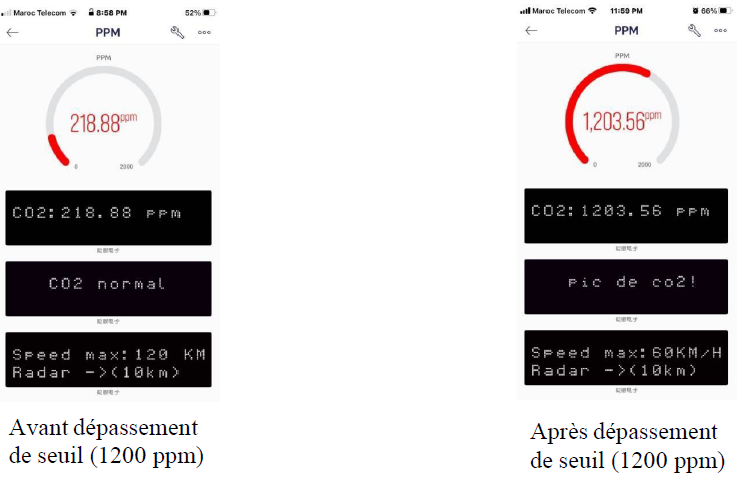 Maroc Telecom 8:58 PM 52%
PPM
PPM
218.88ppm
0 2000
CO2:218.88 ppm
CO2 normal
Speed max:120 KM
Radar ->(10km)
Avant dépassement
de seuil (1200 ppm)
Maroc Telecom 11:59 PM 66%
PPM
PPM
1,203.56ppm
0 2000
CO2:1203.56 ppm
pic de co2!
Speed max:60KM/H
Radar ->(10km)
Après dépassement
de seuil (1200 ppm)